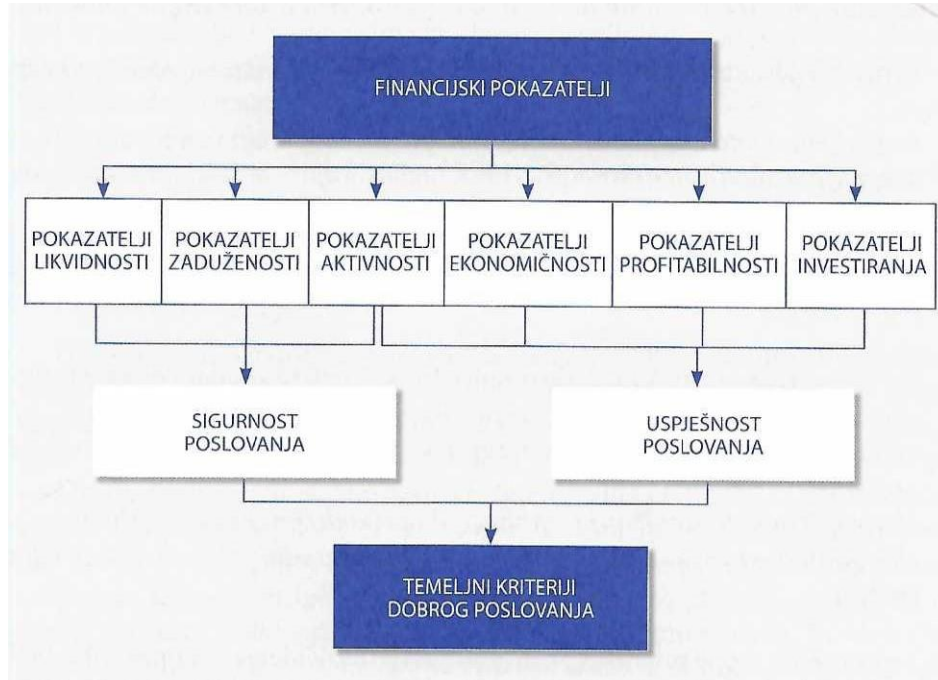 FINANCIJSKI POKAZATELJI
POKAZATELJI
LIKVIDNOSTI
POKAZATELJI
ZADUŽENOSTI
POKAZATELJI
AKTIVNOSTI
POKAZATELJI
EKONOMIČNOSTI
POKAZATELJI
PROFITABILNOSTI
POKAZATELJI
INVESTIRANJA
SIGURNOST
POSLOVANJA
USPJEŠNOST
POSLOVANJA
TEMELJNI KRITERIJI
DOBROG POSLOVANJA